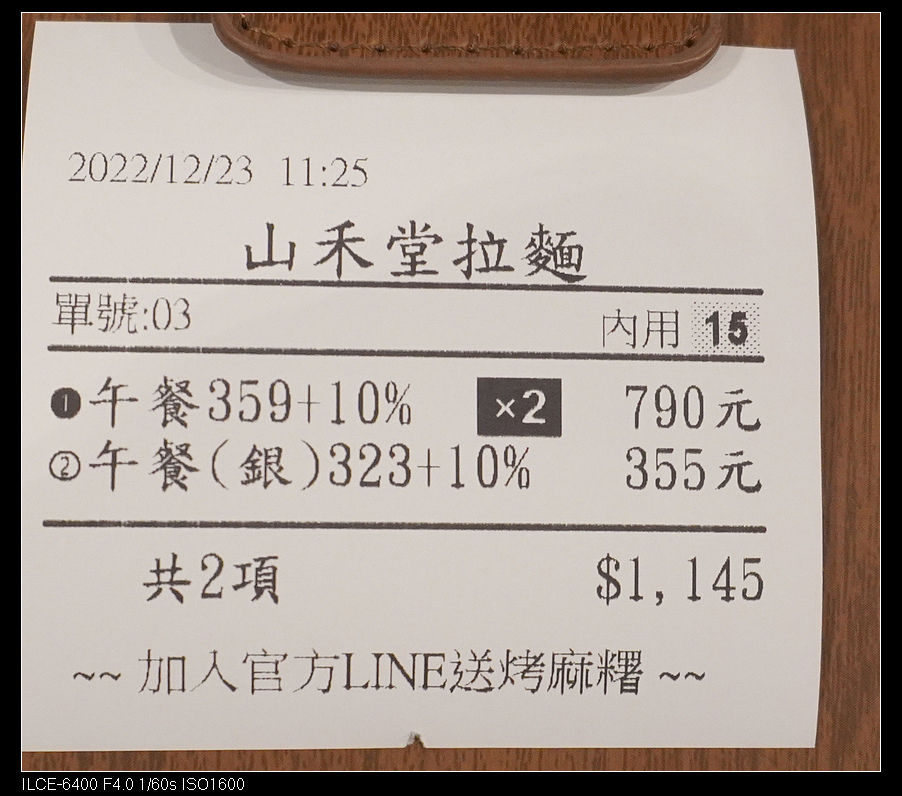 2022/12/23 11:25
山禾堂拉麵
單號:03 內用 15
❶午餐359+10% ×2 790元
②午餐(銀)323+10% 355元
共2項 $1,145
~~ 加入官方LINE送烤麻糬 ~~
ILCE-6400 F4.0 1/60s ISO1600